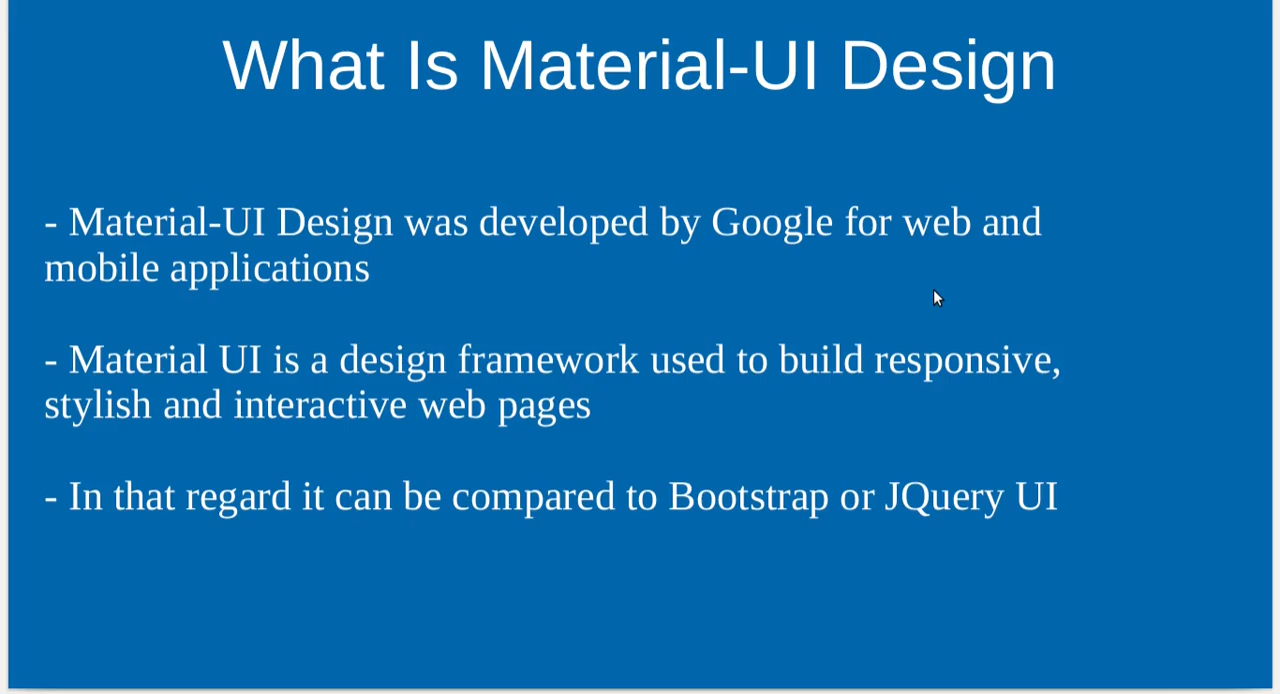 What Is Material-UI Design
- Material-UI Design was developed by Google for web and
mobile applications
- Material UI is a design framework used to build responsive,
stylish and interactive web pages
- In that regard it can be compared to Bootstrap or JQuery UI